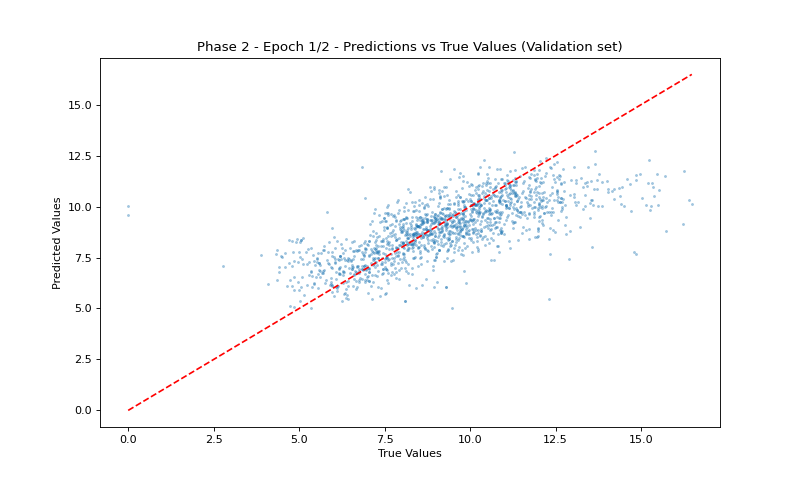 Phase 2 - Epoch 1/2 - Predictions vs True Values (Validation set)
Predicted Values
15.0
12.5
10.0
7.5
5.0
2.5
0.0
0.0 2.5 5.0 7.5 10.0 12.5 15.0
True Values